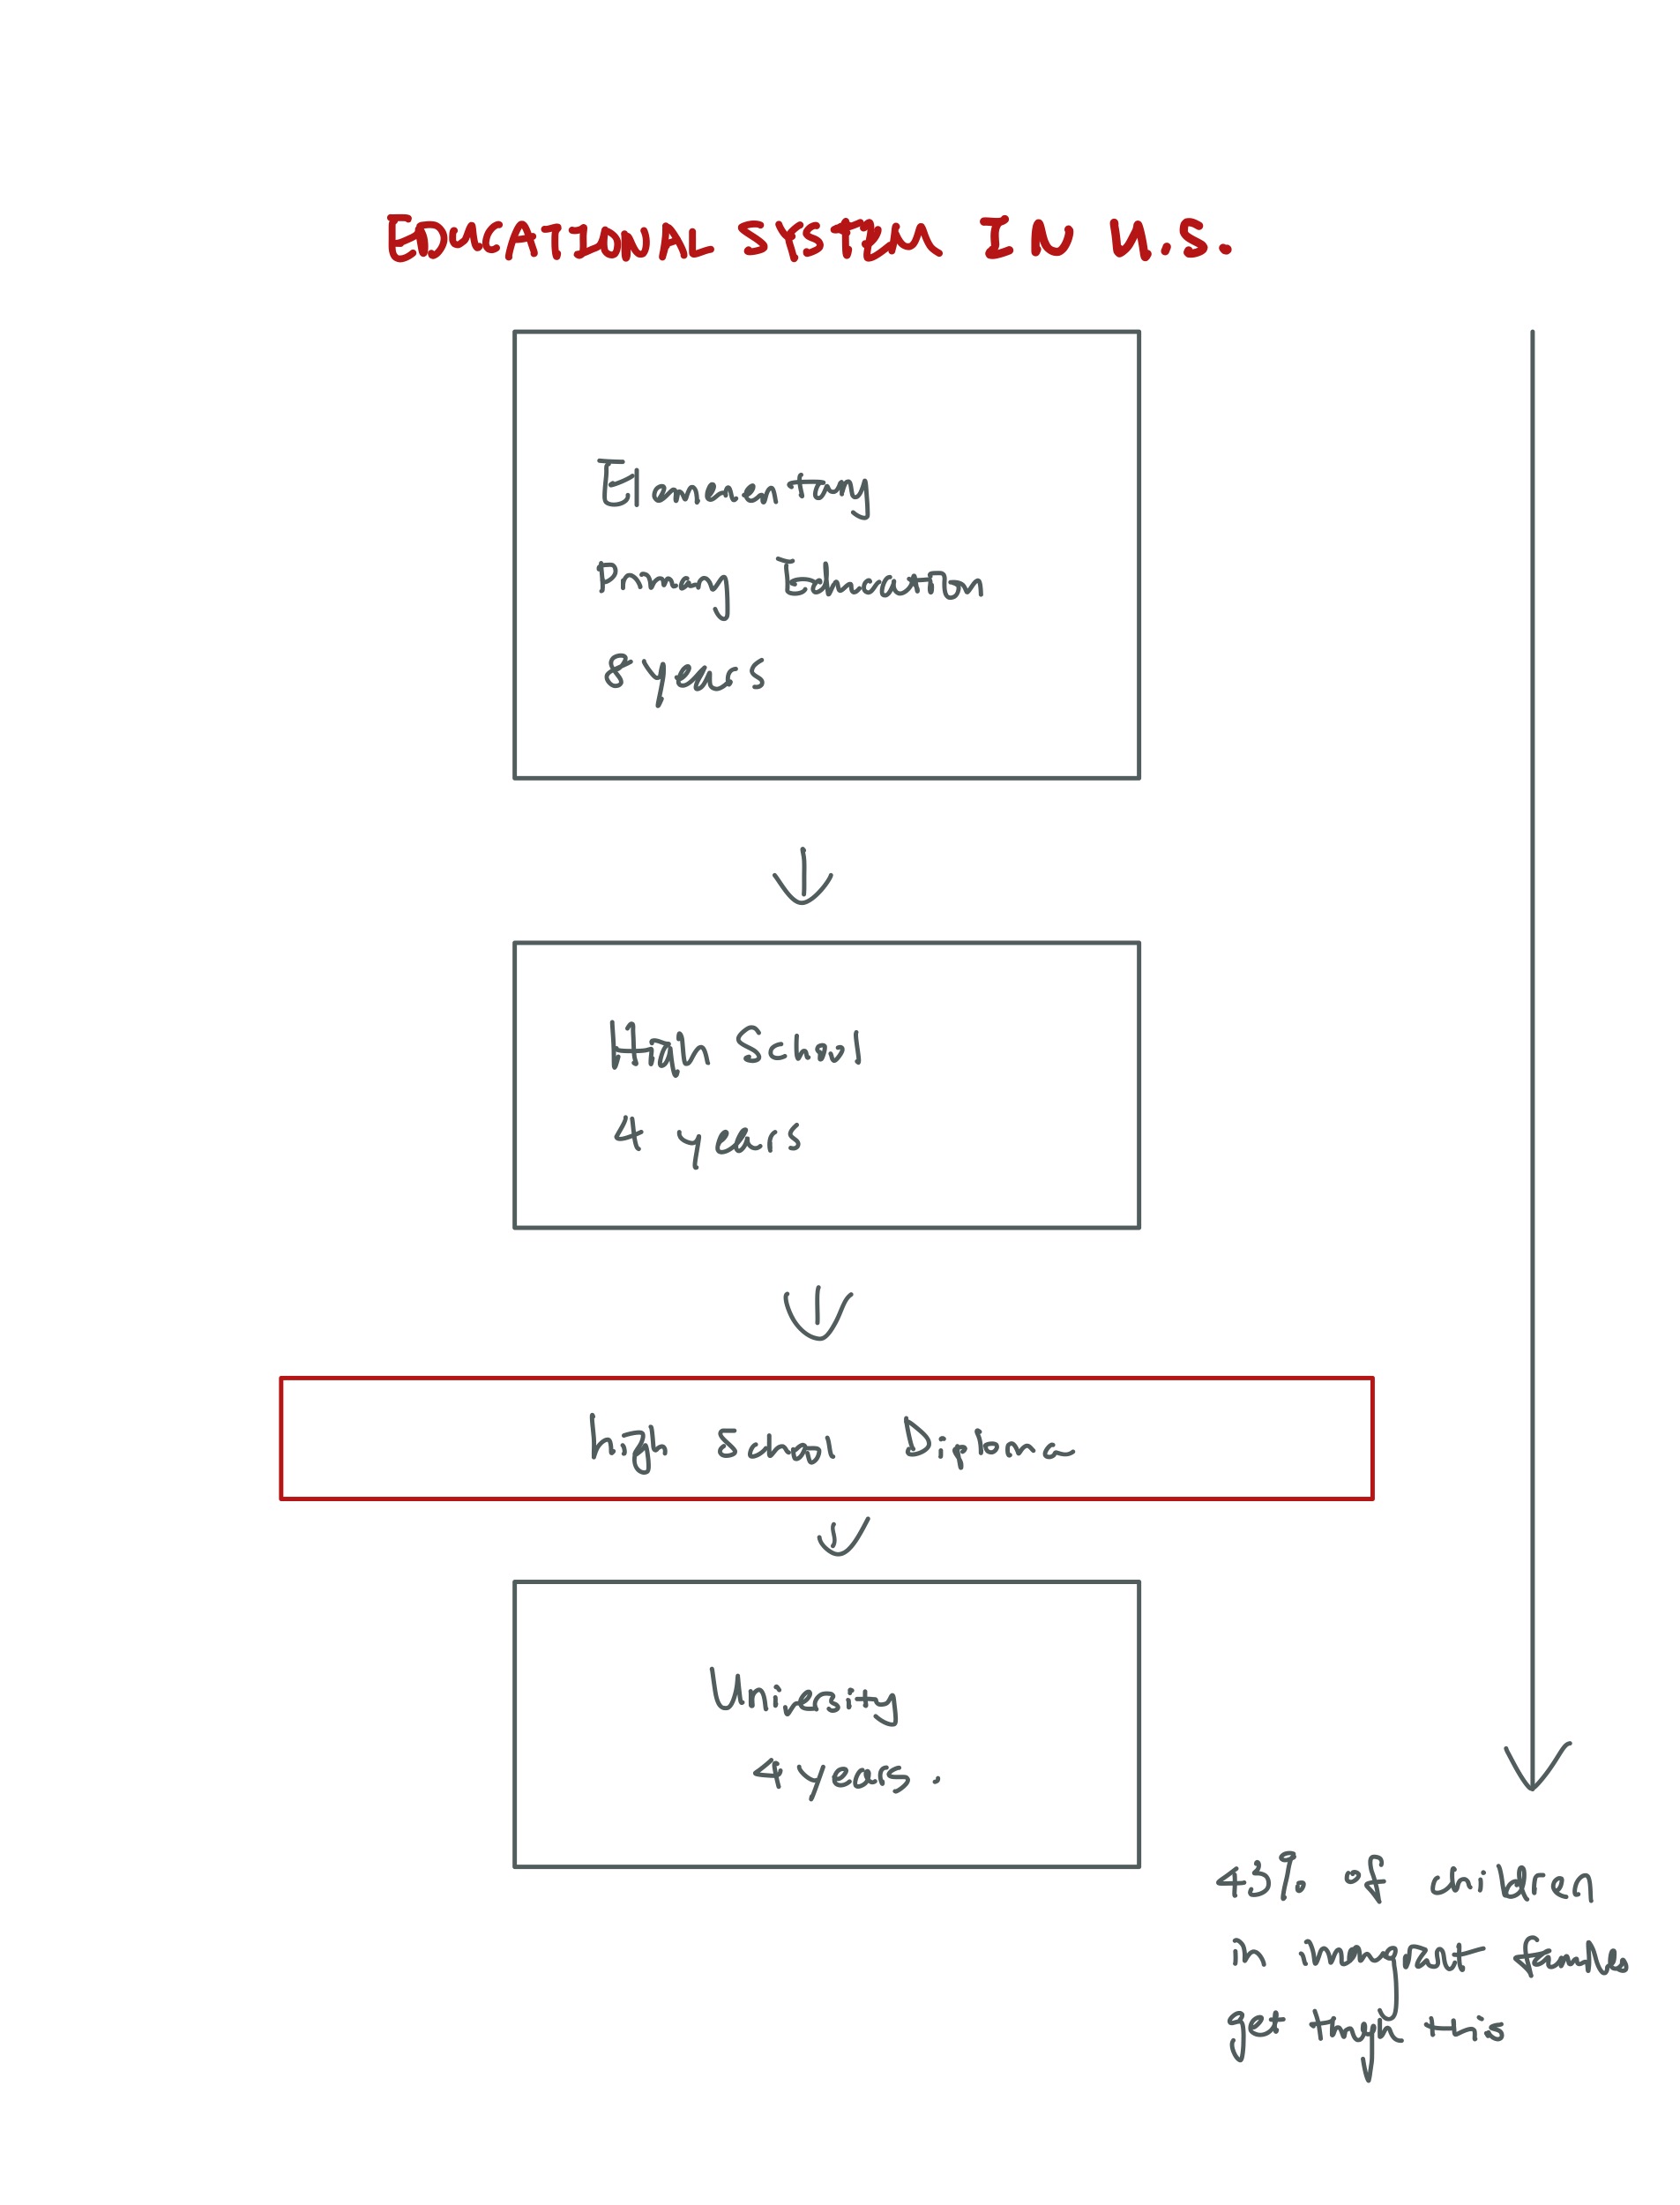 EDUCATIONAL SYSTEM IN U.S.
Elementary
Primary Education
8 years
High School
4 years
high School Diploma
University
4 years.
43% of children
in immigrant families
get through this